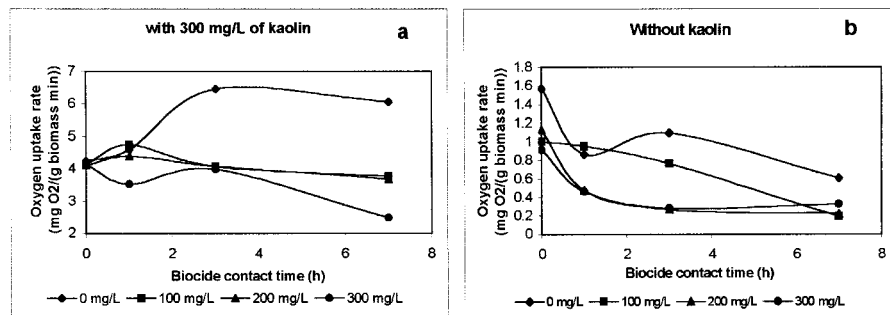 with 300 mg/L of kaolin
a
Oxygen uptake rate
(mg O2/(g biomass min))
7
6
5
4
3
2
0
2
4
6
8
Biocide contact time (h)
0 mg/L
100 mg/L
200 mg/L
300 mg/L
Without kaolin
b
Oxygen uptake rate
(mg O2/(g biomass min))
1.8
1.6
1.4
1.2
1
0.8
0.6
0.4
0.2
0
0
2
4
6
8
Biocide contact time (h)
0 mg/L
100 mg/L
200 mg/L
300 mg/L